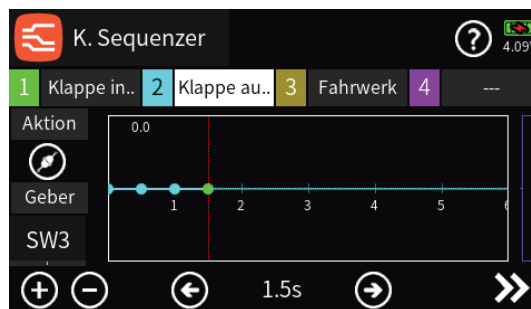 K. Sequenzer
4.09
1 Klappe in.. 2 Klappe au.. 3 Fahrwerk 4 ---
Aktion
0.0
Geber
1 2 3 4 5 6
SW3
1.5s